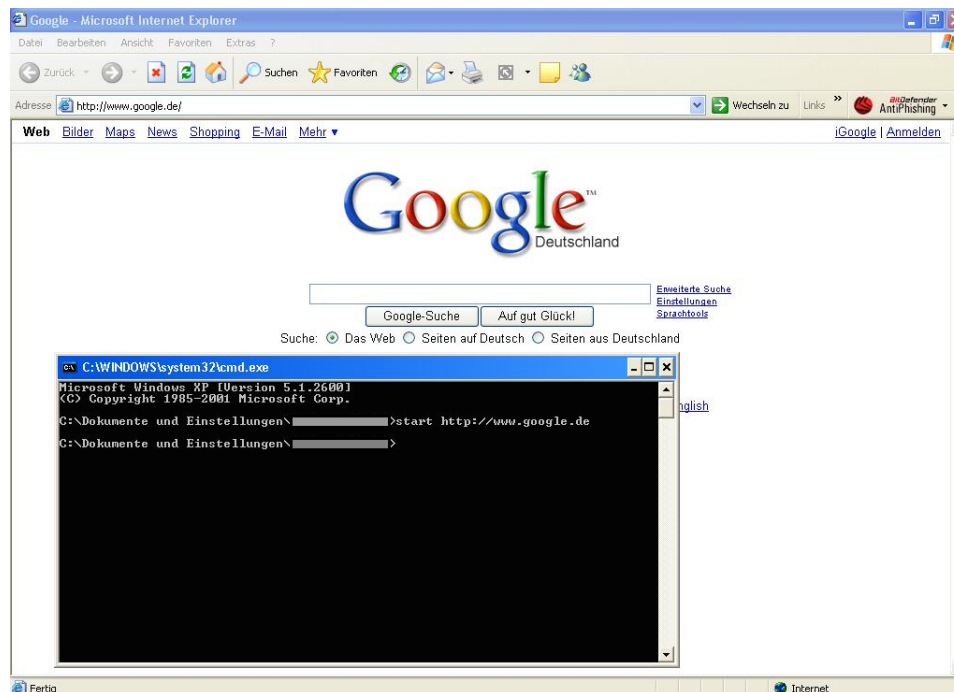 Google - Microsoft Internet Explorer
Datei Bearbeiten Ansicht Favoriten Extras ?
Zurück Suchen Favoriten
Adresse http://www.google.de/ Wechseln zu Links » BitDefender AntiPhishing
Web Bilder Maps News Shopping E-Mail Mehr ▼ iGoogle | Anmelden
Google™
Deutschland
Erweiterte Suche
Einstellungen
Google-Suche Auf gut Glück! Sprachtools
Suche: Das Web Seiten auf Deutsch Seiten aus Deutschland
C:\WINDOWS\system32\cmd.exe
Microsoft Windows XP [Version 5.1.2600]
(C) Copyright 1985-2001 Microsoft Corp.
nglish
C:\Dokumente und Einstellungen\ >start http://www.google.de
C:\Dokumente und Einstellungen\ >
Fertig Internet